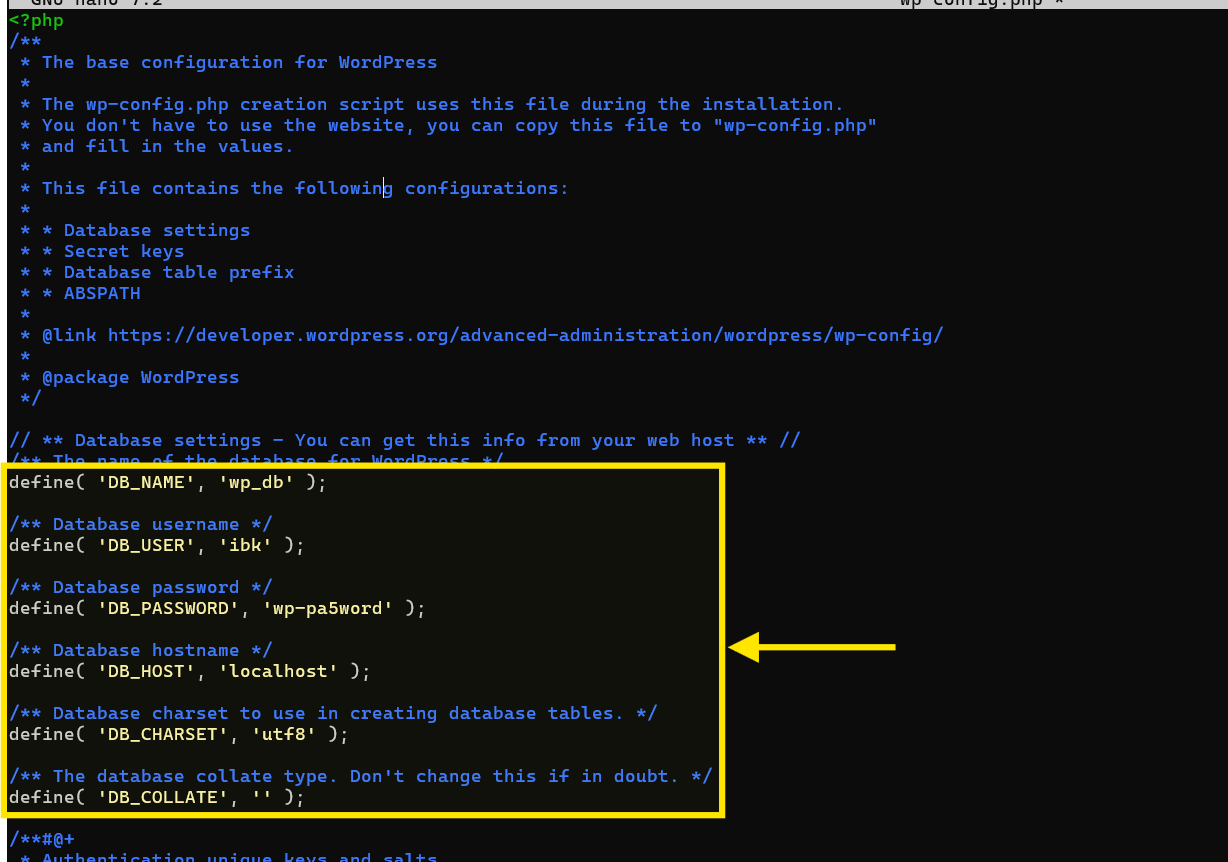 GNU nano 7.2 wp-config.php *
<?php
/**
 * The base configuration for WordPress
 *
 * The wp-config.php creation script uses this file during the installation.
 * You don't have to use the website, you can copy this file to "wp-config.php"
 * and fill in the values.
 *
 * This file contains the following configurations:
 *
 * * Database settings
 * * Secret keys
 * * Database table prefix
 * * ABSPATH
 *
 * @link https://developer.wordpress.org/advanced-administration/wordpress/wp-config/
 *
 * @package WordPress
 */
// ** Database settings - You can get this info from your web host ** //
/** The name of the database for WordPress */
define( 'DB_NAME', 'wp_db' );
/** Database username */
define( 'DB_USER', 'ibk' );
/** Database password */
define( 'DB_PASSWORD', 'wp-pa5word' );
/** Database hostname */
define( 'DB_HOST', 'localhost' );
/** Database charset to use in creating database tables. */
define( 'DB_CHARSET', 'utf8' );
/** The database collate type. Don't change this if in doubt. */
define( 'DB_COLLATE', '' );
/**#@+
 * Authentication unique keys and salts